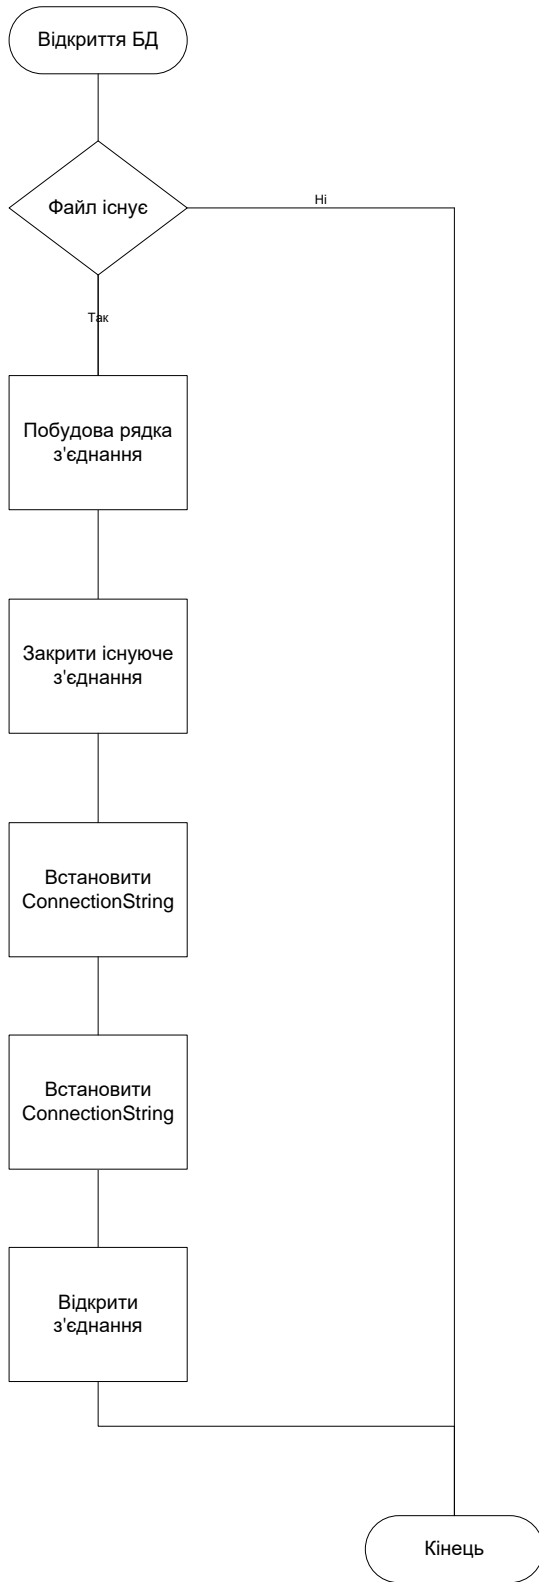 Відкриття БД
Файл існує
Ні
Так
Побудова рядка
з'єднання
Закрити існуюче
з'єднання
Встановити
ConnectionString
Встановити
ConnectionString
Відкрити
з'єднання
Кінець